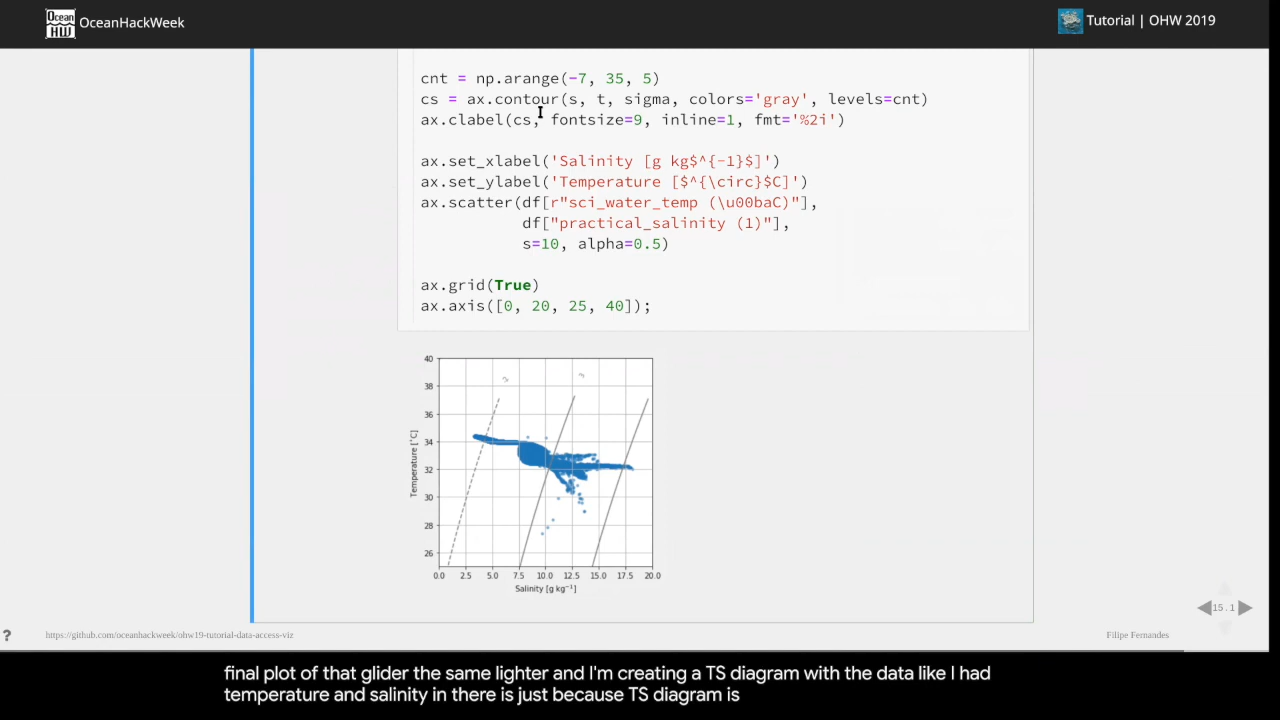 OceanHackWeek
Ocean
HW
Tutorial | OHW 2019
cnt = np.arange(-7, 35, 5)
cs = ax.contour(s, t, sigma, colors='gray', levels=cnt)
ax.clabel(cs, fontsize=9, inline=1, fmt='%2i')
ax.set_xlabel('Salinity [g kg$^{-1}$]')
ax.set_ylabel('Temperature [$^{\circ}$C]')
ax.scatter(df[r"sci_water_temp (\u00baC)"],
df["practical_salinity (1)"],
s=10, alpha=0.5)
ax.grid(True)
ax.axis([0, 20, 25, 40]);
40
38
36
34
32
30
28
26
Temperature [°C]
0.0 2.5 5.0 7.5 10.0 12.5 15.0 17.5 20.0
Salinity [g kg⁻¹]
15.1
?
https://github.com/oceanhackweek/ohw19-tutorial-data-access-viz
Filipe Fernandes
final plot of that glider the same lighter and I'm creating a TS diagram with the data like I had
temperature and salinity in there is just because TS diagram is